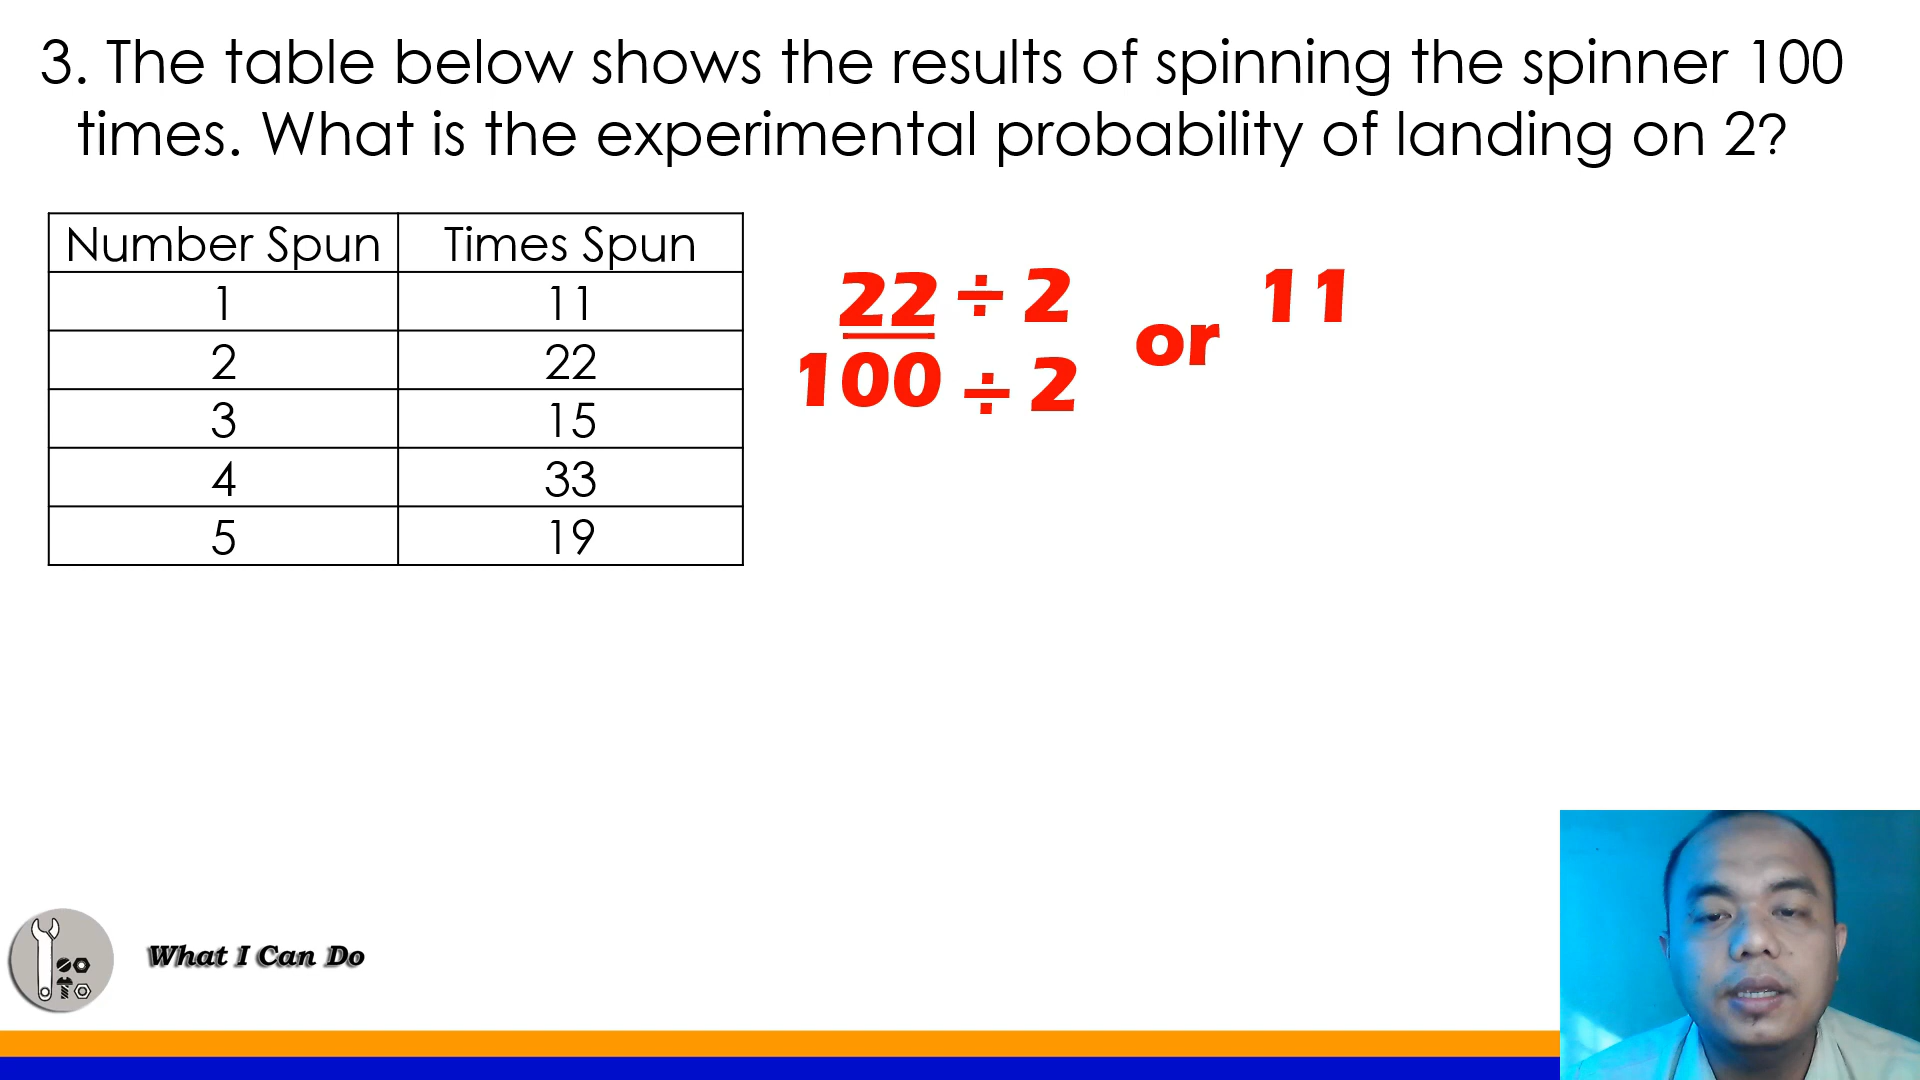 3. The table below shows the results of spinning the spinner 100
times. What is the experimental probability of landing on 2?
Number Spun Times Spun
1 11
2 22
3 15
4 33
5 19
22 ÷ 2 or 11
100 ÷ 2
What I Can Do